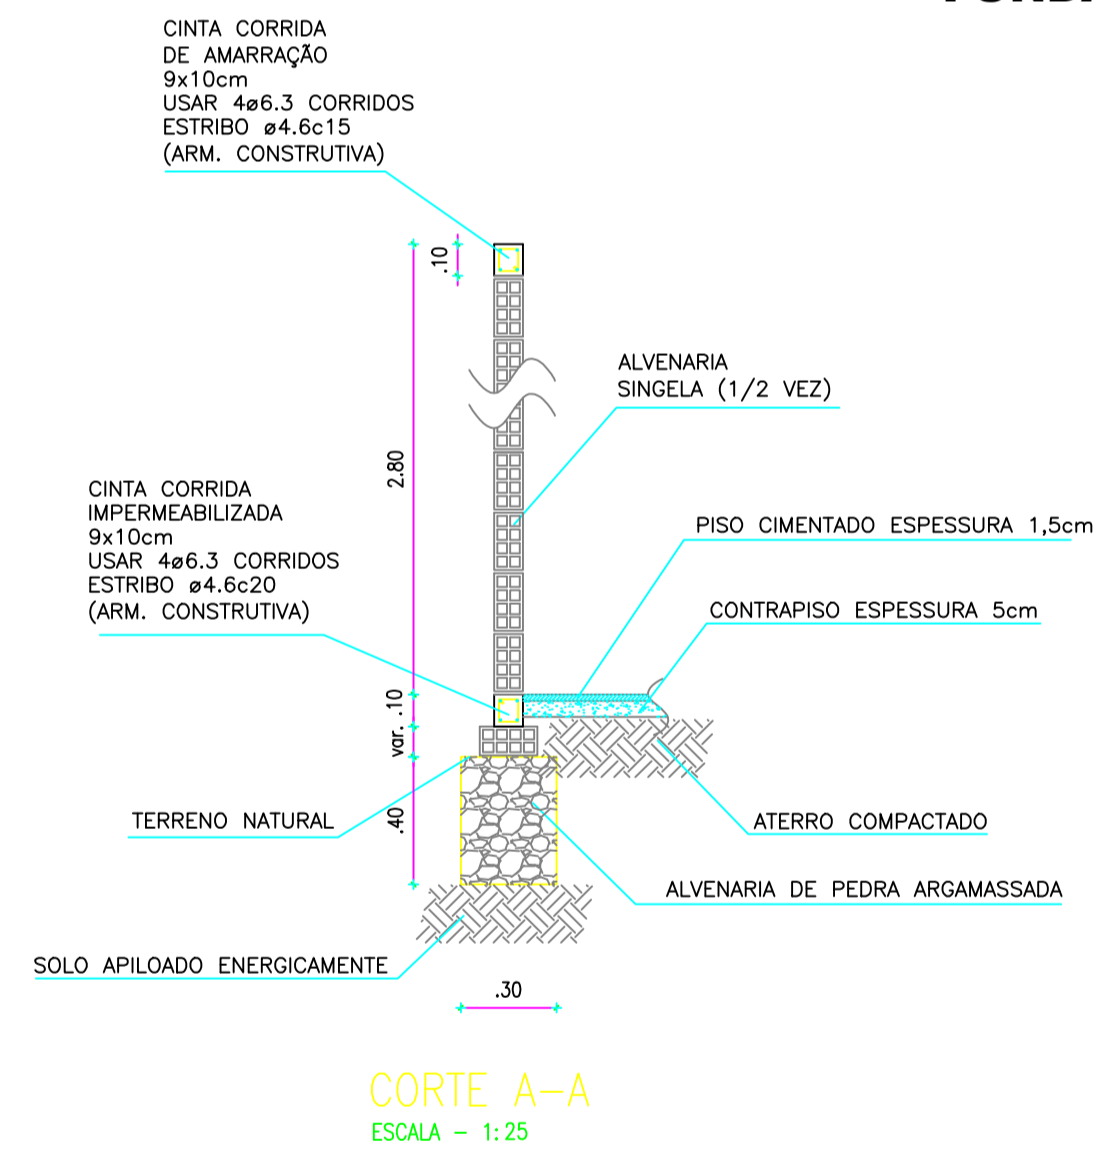 CINTA CORRIDA
DE AMARRAÇÃO
9x10cm
USAR 4ø6.3 CORRIDOS
ESTRIBO ø4.6c15
(ARM. CONSTRUTIVA)
.10
ALVENARIA
SINGELA (1/2 VEZ)
2.80
CINTA CORRIDA
IMPERMEABILIZADA
9x10cm
USAR 4ø6.3 CORRIDOS
ESTRIBO ø4.6c20
(ARM. CONSTRUTIVA)
PISO CIMENTADO ESPESSURA 1,5cm
CONTRAPISO ESPESSURA 5cm
.10
var.
.40
TERRENO NATURAL
ATERRO COMPACTADO
ALVENARIA DE PEDRA ARGAMASSADA
SOLO APILOADO ENERGICAMENTE
.30
CORTE A-A
ESCALA - 1:25